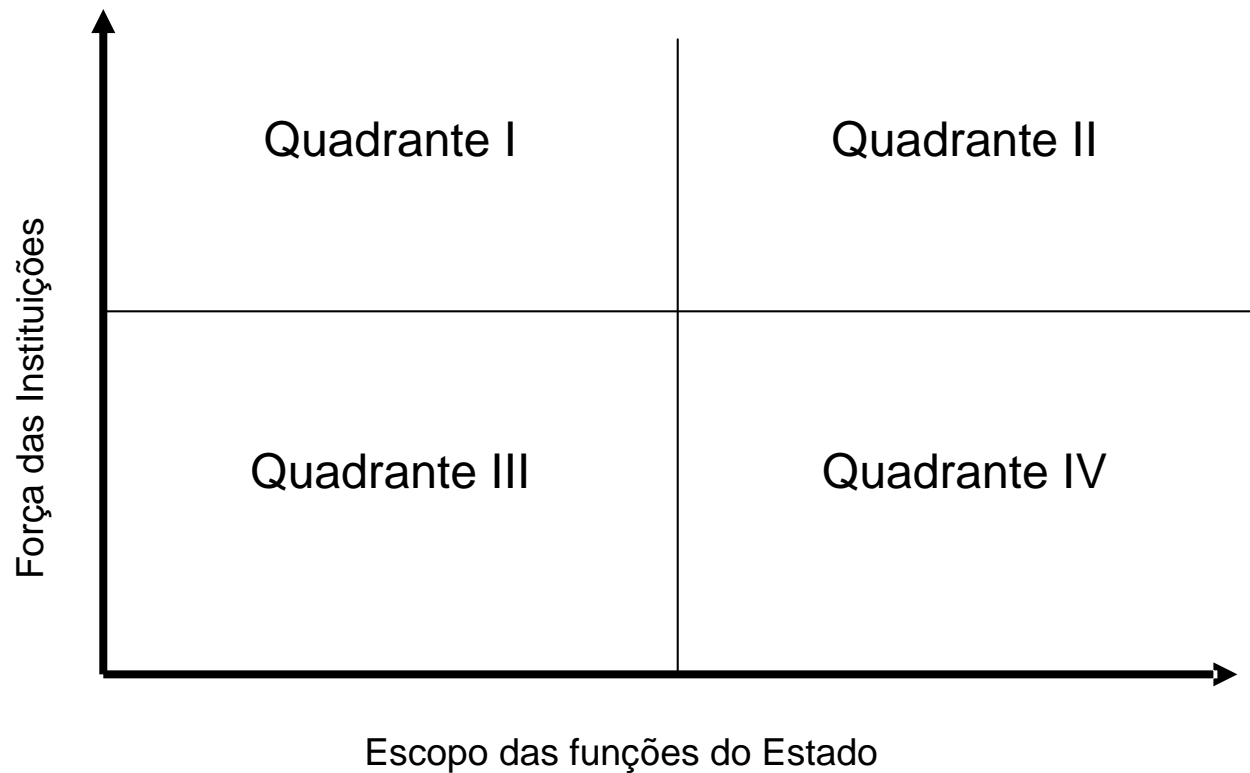 Quadrante I
Quadrante II
Força das Instituições
Quadrante III
Quadrante IV
Escopo das funções do Estado